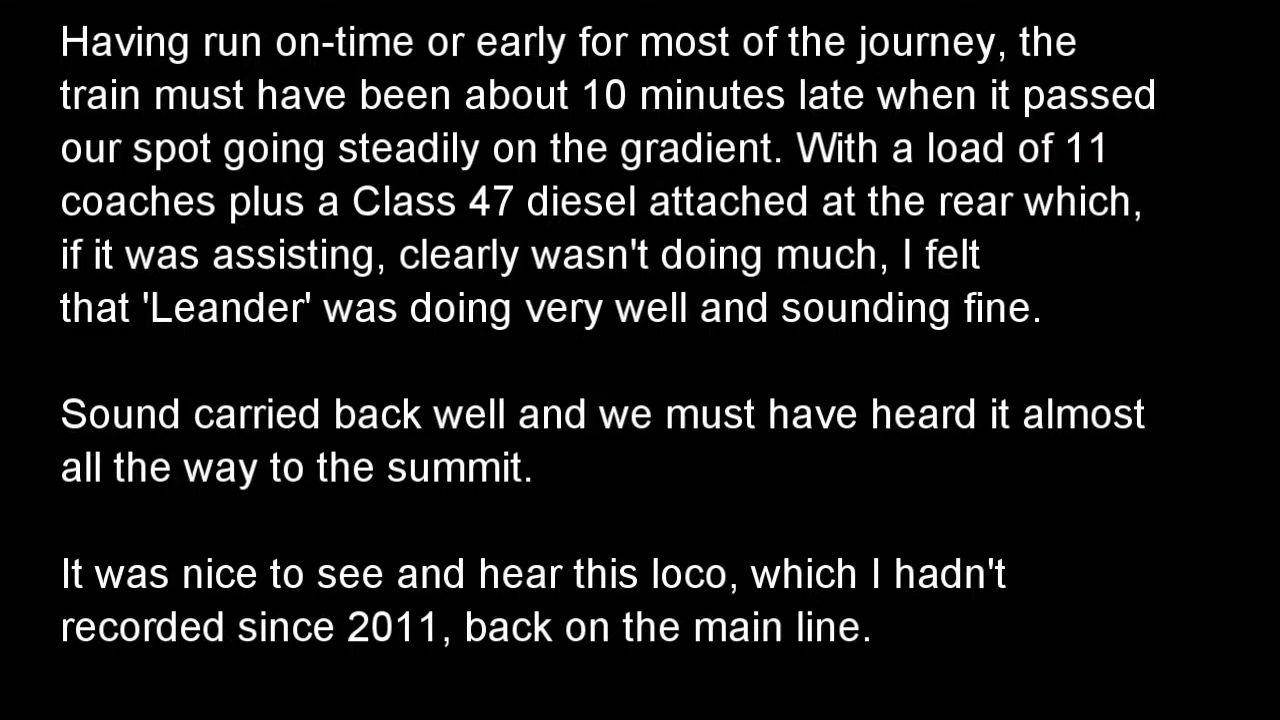 Having run on-time or early for most of the journey, the
train must have been about 10 minutes late when it passed
our spot going steadily on the gradient. With a load of 11
coaches plus a Class 47 diesel attached at the rear which,
if it was assisting, clearly wasn't doing much, I felt
that 'Leander' was doing very well and sounding fine.
Sound carried back well and we must have heard it almost
all the way to the summit.
It was nice to see and hear this loco, which I hadn't
recorded since 2011, back on the main line.